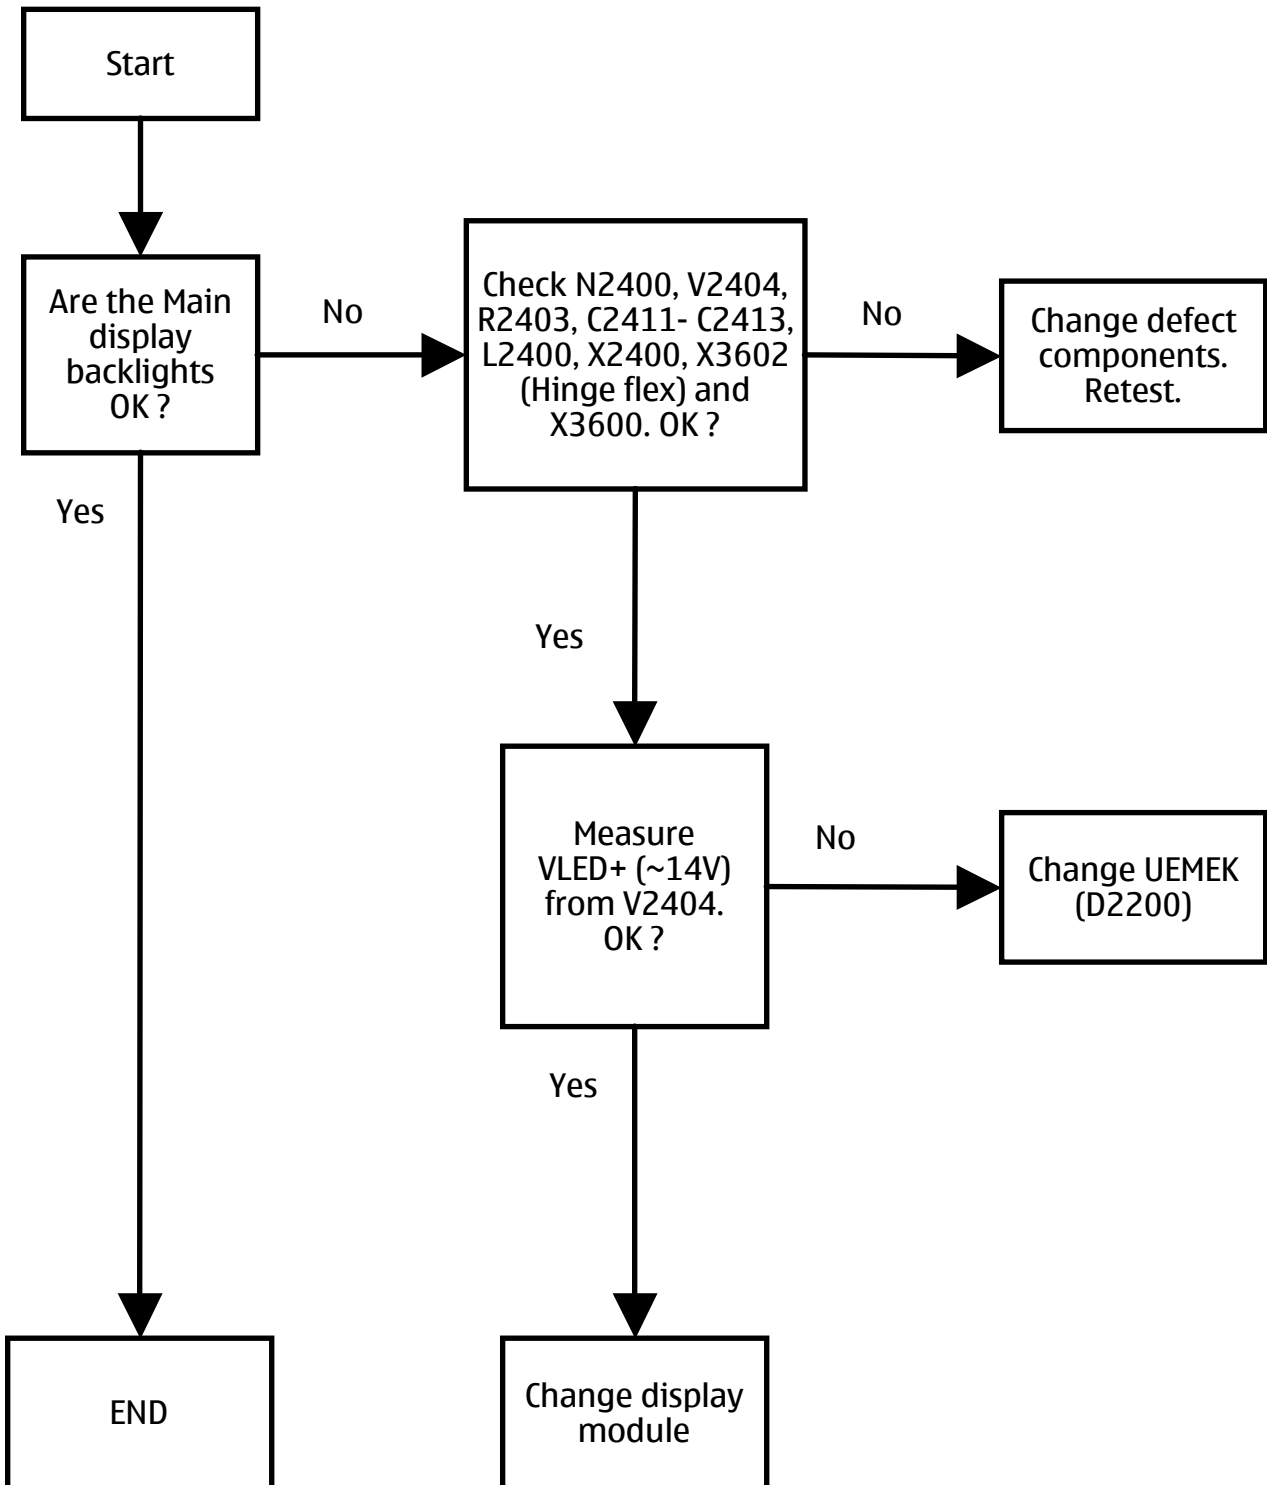 Start
Are the Main
display
backlights
OK ?
No
Check N2400, V2404,
R2403, C2411- C2413,
L2400, X2400, X3602
(Hinge flex) and
X3600. OK ?
No
Change defect
components.
Retest.
Yes
Yes
Measure
VLED+ (~14V)
from V2404.
OK ?
No
Change UEMEK
(D2200)
Yes
END
Change display
module